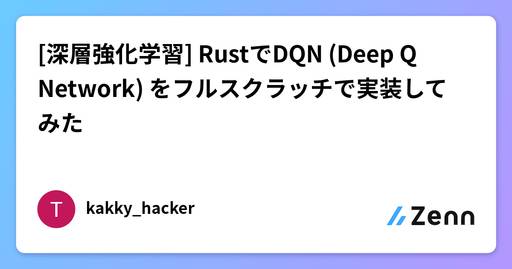 [深層強化学習] RustでDQN (Deep Q
Network) をフルスクラッチで実装して
みた
T
kakky_hacker
Zenn